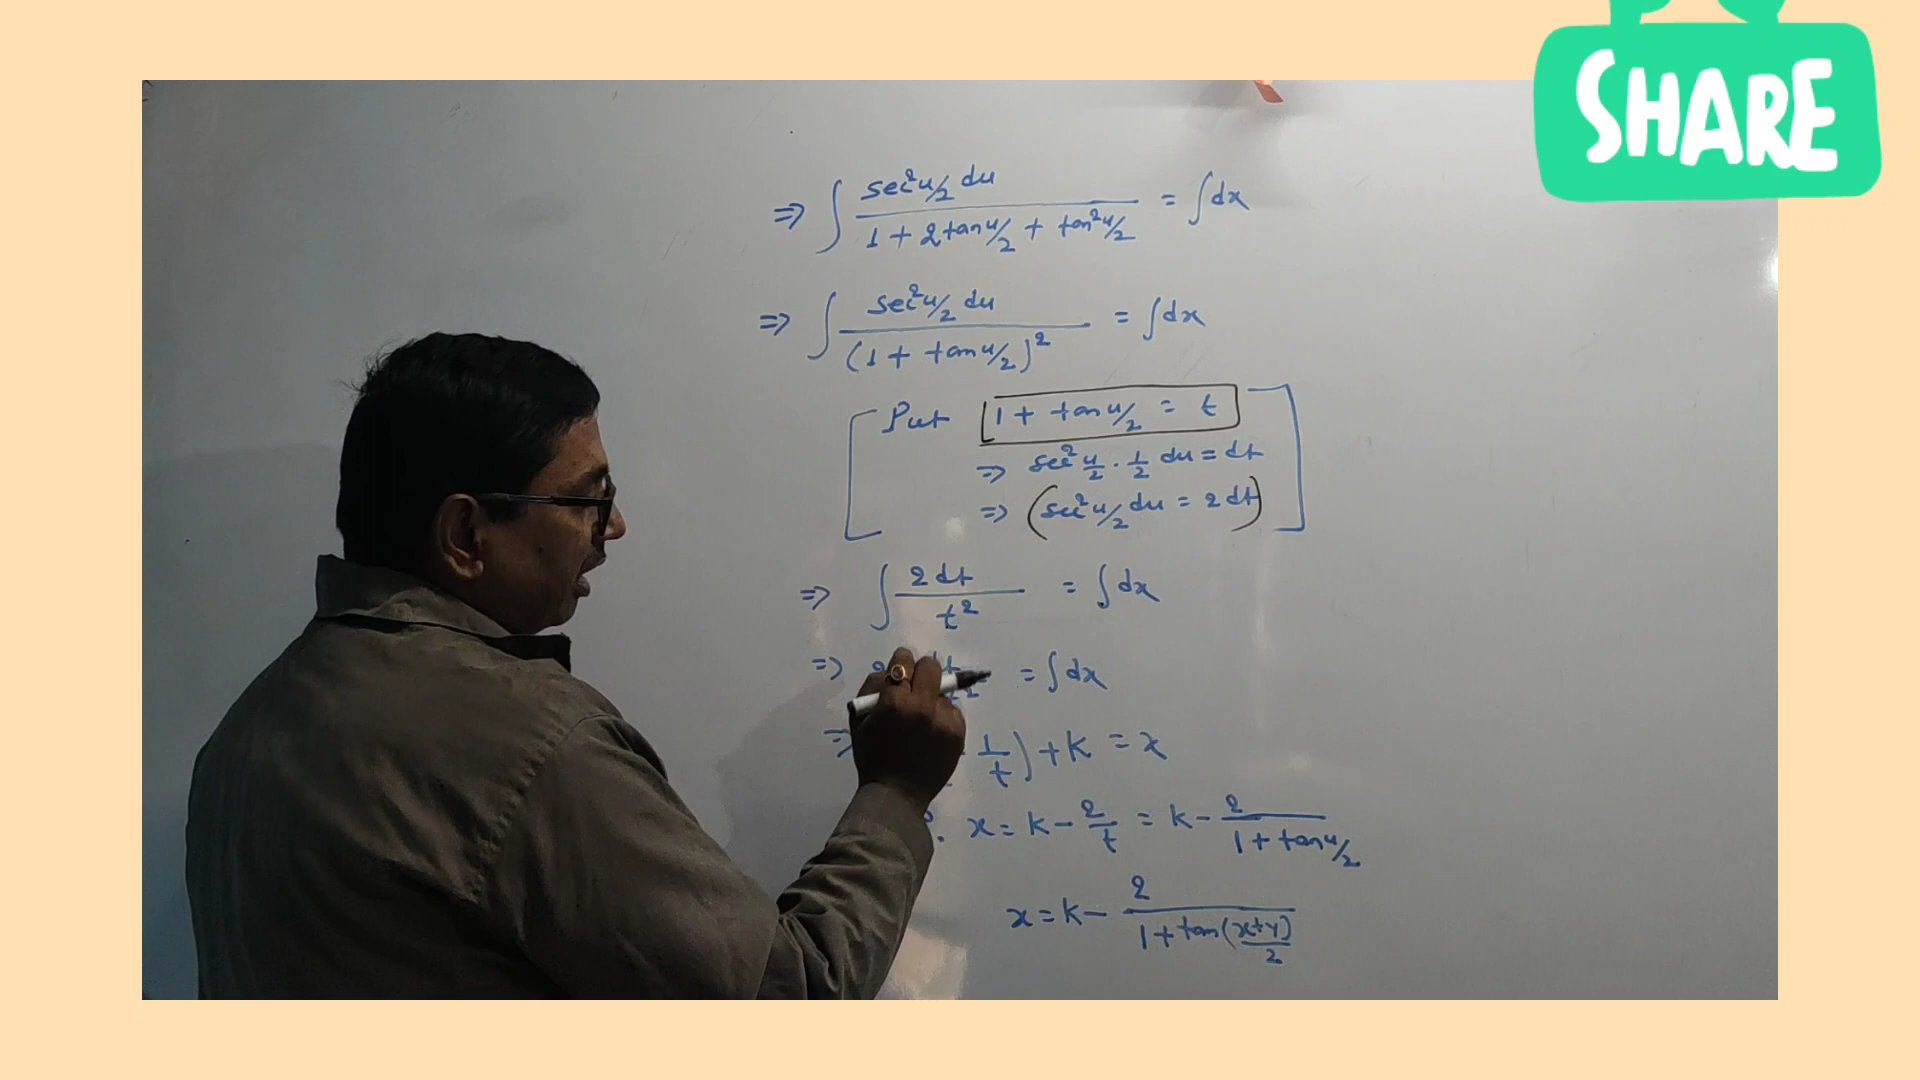 SHARE
⇒ ∫ sec²u/2 du / (1 + 2tanu/2 + tan²u/2) = ∫dx
⇒ ∫ sec²u/2 du / (1 + tanu/2)² = ∫dx
Put 1 + tanu/2 = t
⇒ sec² u/2 · 1/2 du = dt
⇒ (sec²u/2 du = 2dt)
⇒ ∫ 2dt / t² = ∫dx
⇒ dt = ∫dx
⇒ 1/t) + k = x
x = k - 2/t = k - 2 / (1 + tanu/2)
x = k - 2 / (1 + tan(x+y)/2